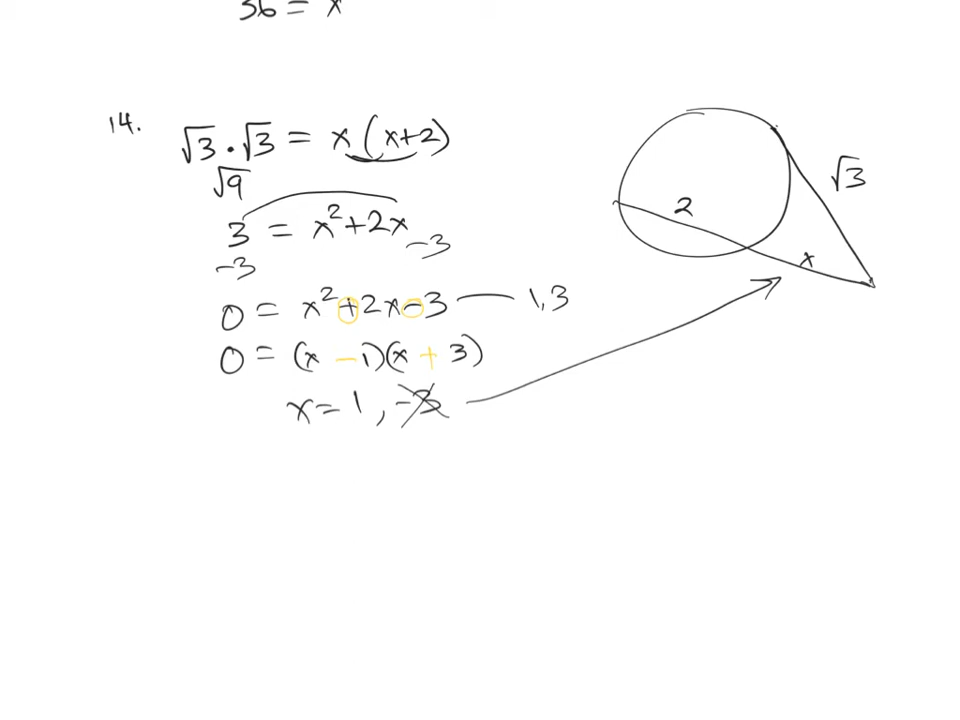 36 = x
14.
√3 · √3 = x (x+2)
√9
3 = x²+2x
-3 -3
0 = x²+2x-3 — 1,3
0 = (x - 1)(x + 3)
x = 1, -3
2
√3
x